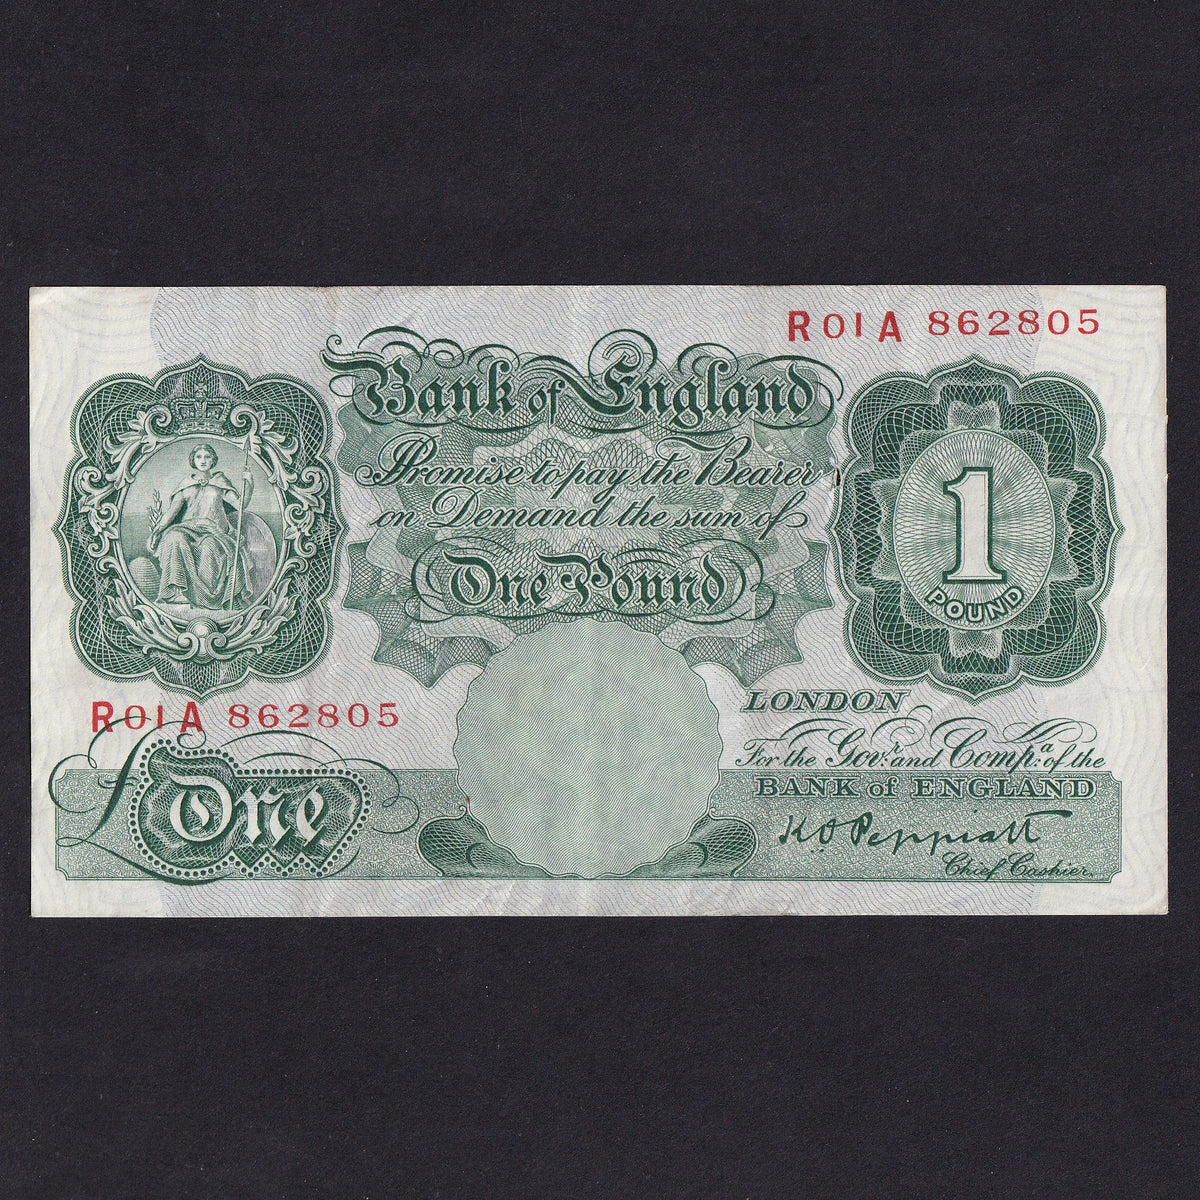 R01A 862805
Bank of England
Promise to pay the Bearer
on Demand the sum of
One Pound
1
POUND
R01A 862805
LONDON
For the Govr. and Compa. of the
BANK of ENGLAND
£One
K O Peppiatt
Chief Cashier.